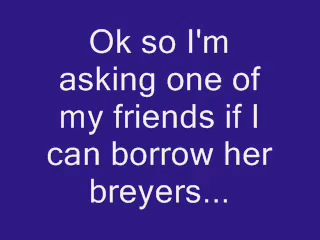 Ok so I'm
asking one of
my friends if I
can borrow her
breyers...